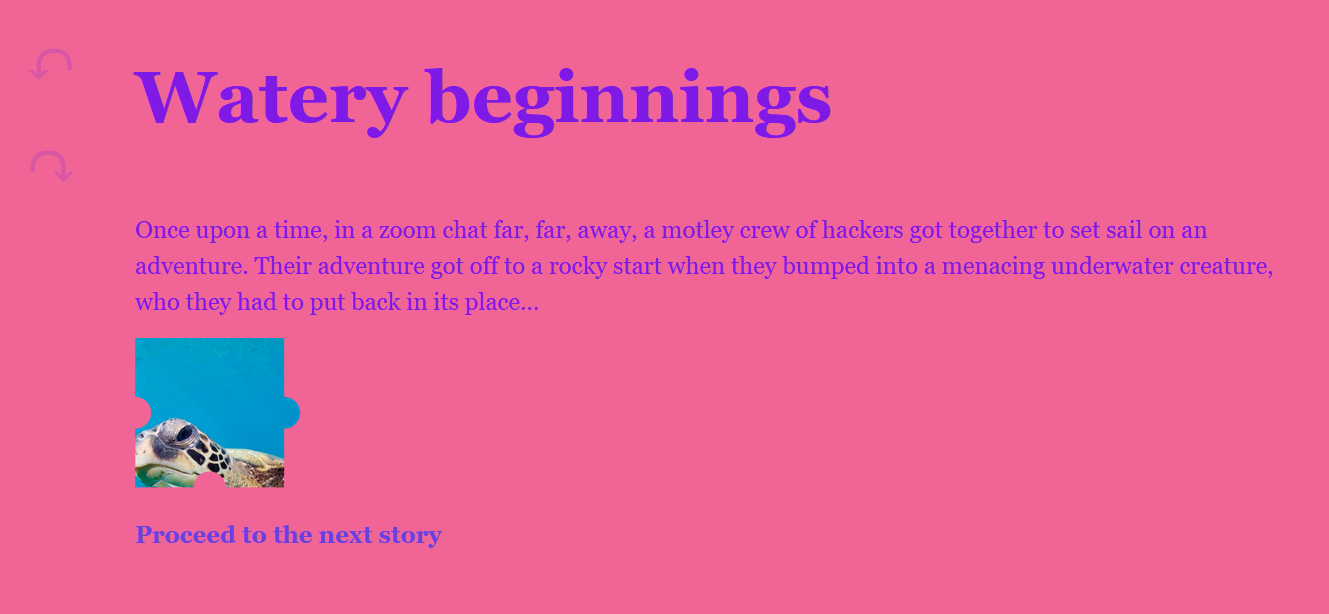 Watery beginnings
Once upon a time, in a zoom chat far, far, away, a motley crew of hackers got together to set sail on an
adventure. Their adventure got off to a rocky start when they bumped into a menacing underwater creature,
who they had to put back in its place...
Proceed to the next story